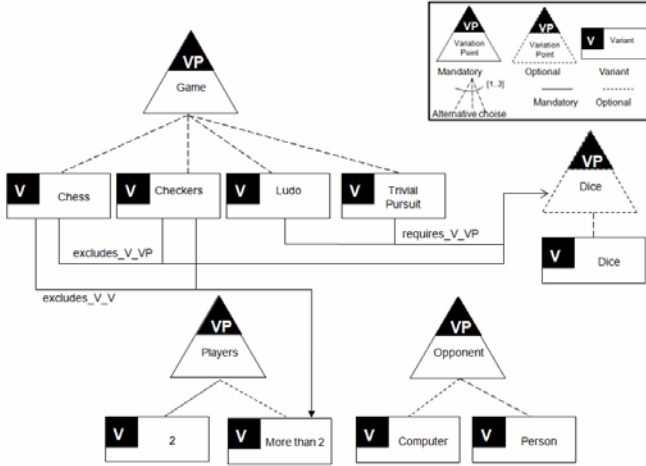 VP
Game
VP
Variation
Point
Mandatory
VP
Variation
Point
Optional
V Variant
Variant
[1..3]
Alternative choise
Mandatory
Optional
V Chess
V Checkers
V Ludo
V Trivial
Pursuit
VP
Dice
requires_V_VP
excludes_V_VP
V Dice
excludes_V_V
VP
Players
VP
Opponent
V 2
V More than 2
V Computer
V Person